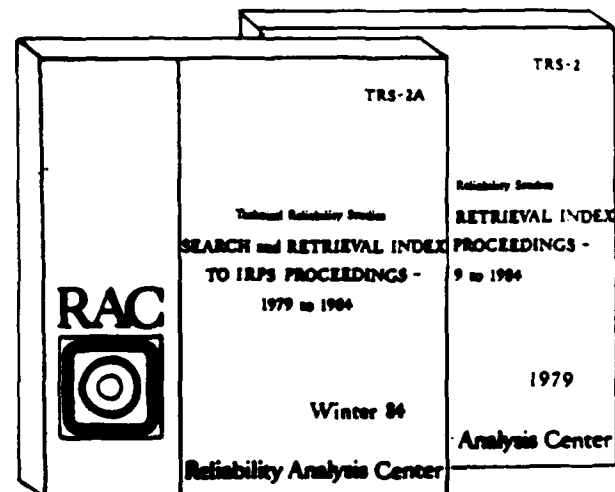 TRS-2A
Technical Reliability Studies
SEARCH and RETRIEVAL INDEX
TO IRPS PROCEEDINGS -
1979 to 1984
RAC
Winter 84
Reliability Analysis Center
TRS-2
Reliability Studies
RETRIEVAL INDEX
PROCEEDINGS -
9 to 1984
1979
Analysis Center